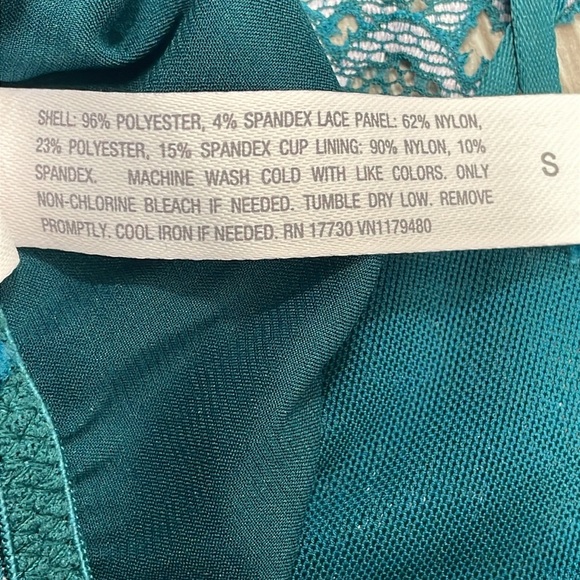 SHELL: 96% POLYESTER, 4% SPANDEX LACE PANEL: 62% NYLON,
23% POLYESTER, 15% SPANDEX CUP LINING: 90% NYLON, 10%
SPANDEX. MACHINE WASH COLD WITH LIKE COLORS. ONLY
NON-CHLORINE BLEACH IF NEEDED. TUMBLE DRY LOW. REMOVE
PROMPTLY. COOL IRON IF NEEDED. RN 17730 VN1179480
S